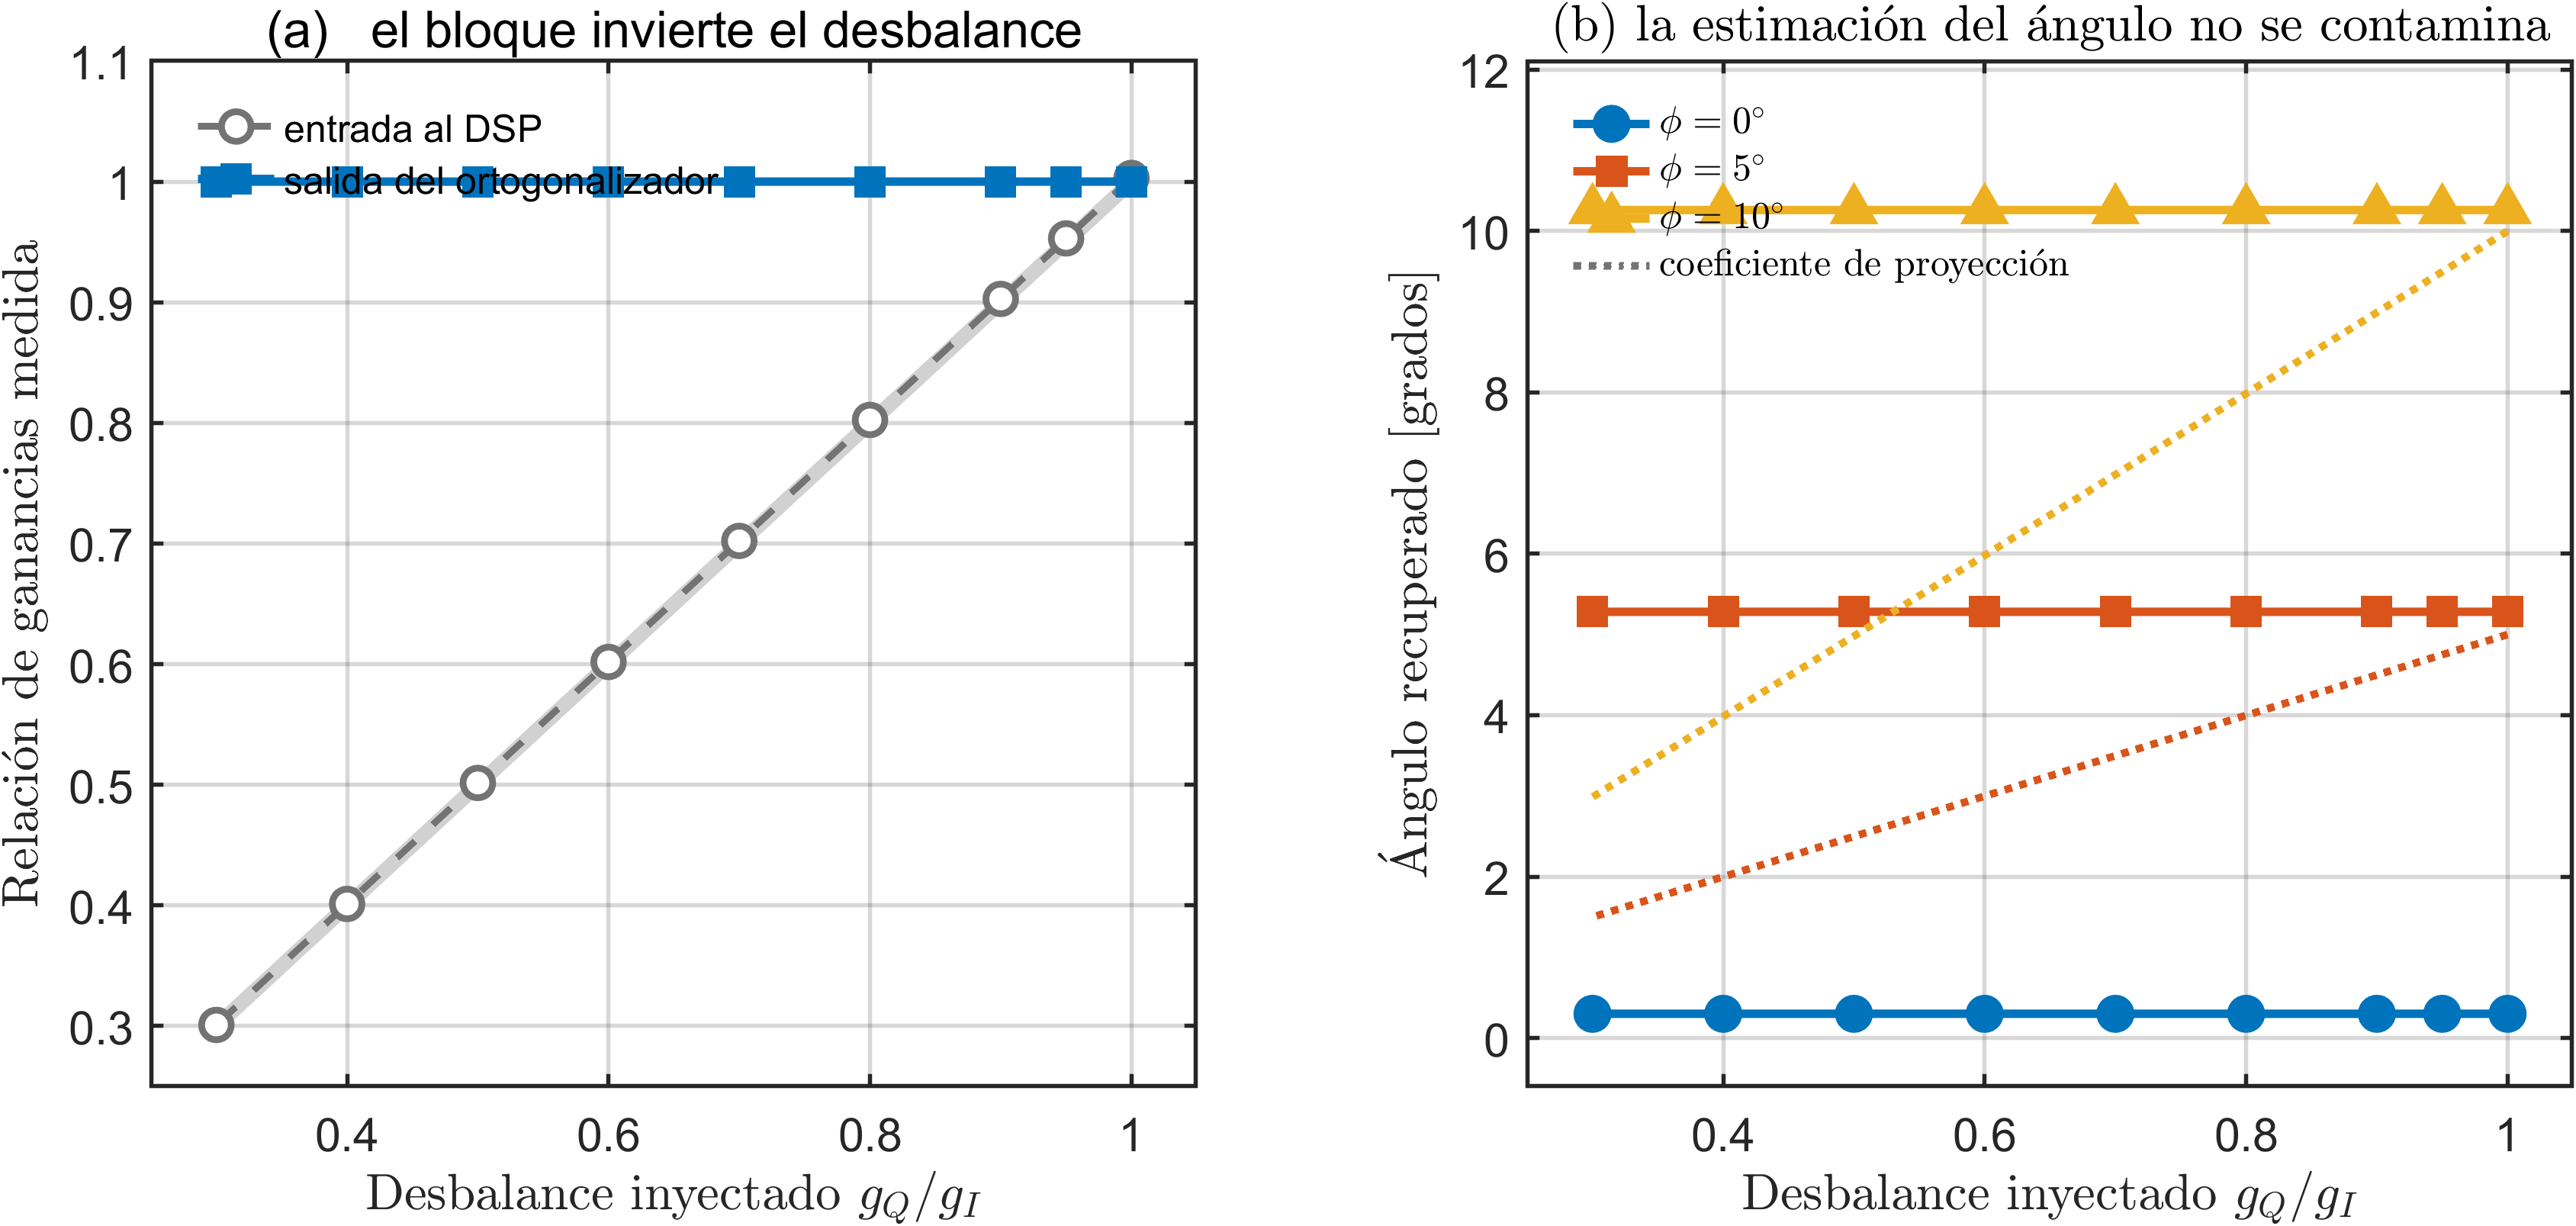 (a) el bloque invierte el desbalance
1.1
1
0.9
0.8
0.7
0.6
0.5
0.4
0.3
Relación de ganancias medida
entrada al DSP
salida del ortogonalizador
0.4 0.6 0.8 1
Desbalance inyectado g_Q/g_I
(b) la estimación del ángulo no se contamina
12
10
8
6
4
2
0
Ángulo recuperado [grados]
ϕ = 0°
ϕ = 5°
ϕ = 10°
coeficiente de proyección
0.4 0.6 0.8 1
Desbalance inyectado g_Q/g_I